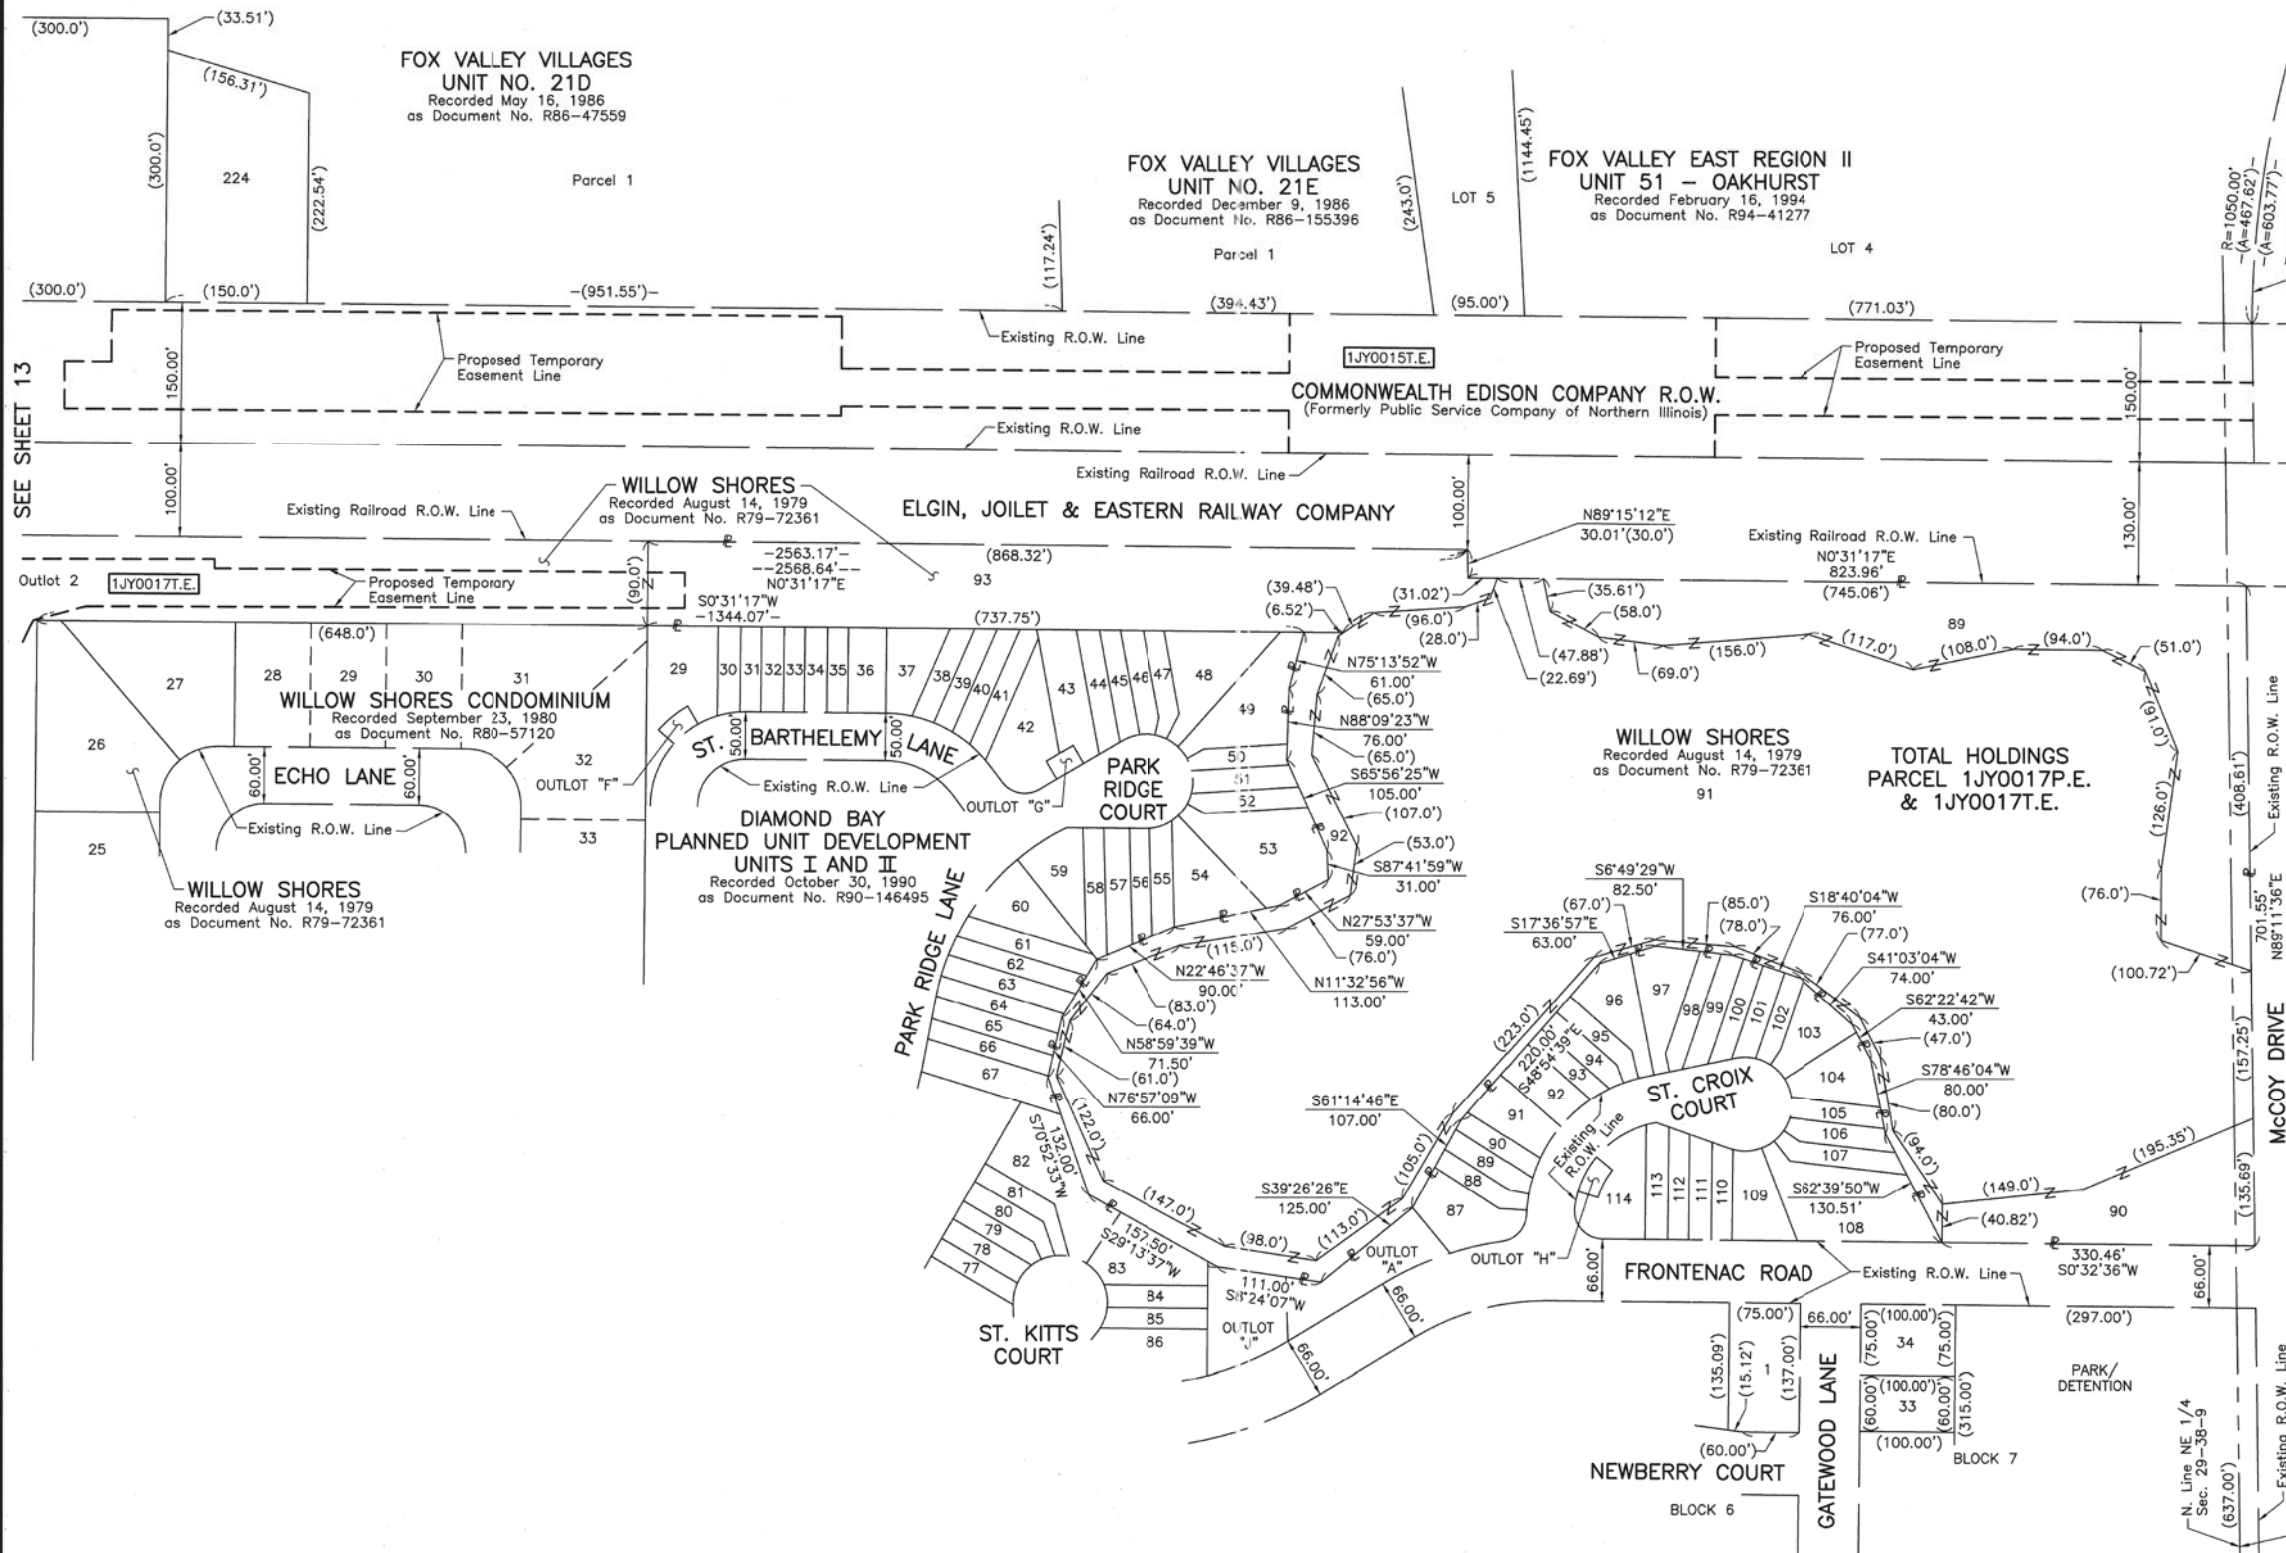 (300.0')
(33.51')
(156.31')
(300.0')
224
(222.54')
(300.0')
(150.0')
FOX VALLEY VILLAGES
UNIT NO. 21D
Recorded May 16, 1986
as Document No. R86-47559
Parcel 1
-(951.55')-
(117.24')
FOX VALLEY VILLAGES
UNIT NO. 21E
Recorded December 9, 1986
as Document No. R86-155396
Parcel 1
(394.43')
(243.0')
LOT 5
(95.00')
(1144.45')
FOX VALLEY EAST REGION II
UNIT 51 - OAKHURST
Recorded February 16, 1994
as Document No. R94-41277
LOT 4
(771.03')
R=1050.00'
-(A=467.62')-
-(A=603.77')-
SEE SHEET 13
150.00'
100.00'
Proposed Temporary
Easement Line
Existing R.O.W. Line
Existing R.O.W. Line
1JY0015T.E.
COMMONWEALTH EDISON COMPANY R.O.W.
(Formerly Public Service Company of Northern Illinois)
Proposed Temporary
Easement Line
150.00'
130.00'
Existing Railroad R.O.W. Line
WILLOW SHORES
Recorded August 14, 1979
as Document No. R79-72361
Existing Railroad R.O.W. Line
ELGIN, JOILET & EASTERN RAILWAY COMPANY
100.00'
N89°15'12"E
30.01'(30.0')
Existing Railroad R.O.W. Line
N0°31'17"E
823.96'
(745.06')
Outlot 2
1JY0017T.E.
Proposed Temporary
Easement Line
(90.0')
-2563.17'-
--2568.64'--
N0°31'17"E
(868.32')
93
S0°31'17"W
-1344.07'-
(737.75')
(648.0')
(39.48')
(6.52')
(31.02')
(96.0')
(28.0')
(35.61')
(58.0')
(47.88')
(22.69')
(69.0')
(156.0')
(117.0')
89
(108.0')
(94.0')
(51.0')
(91.0')
(126.0')
(76.0')
(100.72')
27
28
29
30
31
WILLOW SHORES CONDOMINIUM
Recorded September 23, 1980
as Document No. R80-57120
26
25
32
33
60.00'
ECHO LANE
60.00'
Existing R.O.W. Line
WILLOW SHORES
Recorded August 14, 1979
as Document No. R79-72361
OUTLOT "F"
29
30
31
32
33
34
35
36
37
38
39
40
41
42
43
44
45
46
47
48
49
50
51
52
53
54
55
56
57
58
59
60
61
62
63
64
65
66
67
ST. BARTHELEMY LANE
50.00'
50.00'
Existing R.O.W. Line
OUTLOT "G"
DIAMOND BAY
PLANNED UNIT DEVELOPMENT
UNITS I AND II
Recorded October 30, 1990
as Document No. R90-146495
PARK
RIDGE
COURT
PARK RIDGE LANE
N75°13'52"W
61.00'
(65.0')
N88°09'23"W
76.00'
(65.0')
S65°56'25"W
105.00'
(107.0')
92
(53.0')
S87°41'59"W
31.00'
N27°53'37"W
59.00'
(76.0')
(115.0')
N11°32'56"W
113.00'
N22°46'37"W
90.00'
(83.0')
(64.0')
N58°59'39"W
71.50'
(61.0')
N76°57'09"W
66.00'
(122.0')
132.00'
S70°52'33"W
(147.0')
157.50'
S29°13'37"W
(98.0')
111.00'
S8°24'07"W
(113.0')
S39°26'26"E
125.00'
(105.0')
S61°14'46"E
107.00'
(223.0')
220.00'
S48°54'39"E
82
81
80
79
78
77
83
84
85
86
ST. KITTS
COURT
OUTLOT
"J"
OUTLOT
"A"
66.00'
66.00'
WILLOW SHORES
Recorded August 14, 1979
as Document No. R79-72361
91
TOTAL HOLDINGS
PARCEL 1JY0017P.E.
& 1JY0017T.E.
S17°36'57"E
63.00'
(67.0')
S6°49'29"W
82.50'
(85.0')
(78.0')
S18°40'04"W
76.00'
(77.0')
S41°03'04"W
74.00'
S62°22'42"W
43.00'
(47.0')
S78°46'04"W
80.00'
(80.0')
(94.0')
S62°39'50"W
130.51'
87
88
89
90
91
92
93
94
95
96
97
98
99
100
101
102
103
104
105
106
107
108
109
110
111
112
113
114
ST. CROIX
COURT
Existing
R.O.W. Line
OUTLOT "H"
(149.0')
(195.35')
(40.82')
90
330.46'
S0°32'36"W
66.00'
FRONTENAC ROAD
Existing R.O.W. Line
66.00'
(408.61')
Existing R.O.W. Line
701.55'
N89°11'36"E
(157.25')
(135.69')
McCOY DRIVE
(75.00')
66.00'
(135.09')
(15.12')
1
(137.00')
(60.00')
NEWBERRY COURT
BLOCK 6
GATEWOOD LANE
(100.00')
(75.00')
34
(75.00')
(100.00')
(60.00')
33
(60.00')
(315.00')
(100.00')
BLOCK 7
(297.00')
PARK/
DETENTION
N. Line NE 1/4
Sec. 29-38-9
(637.00')
Existing R.O.W. Line